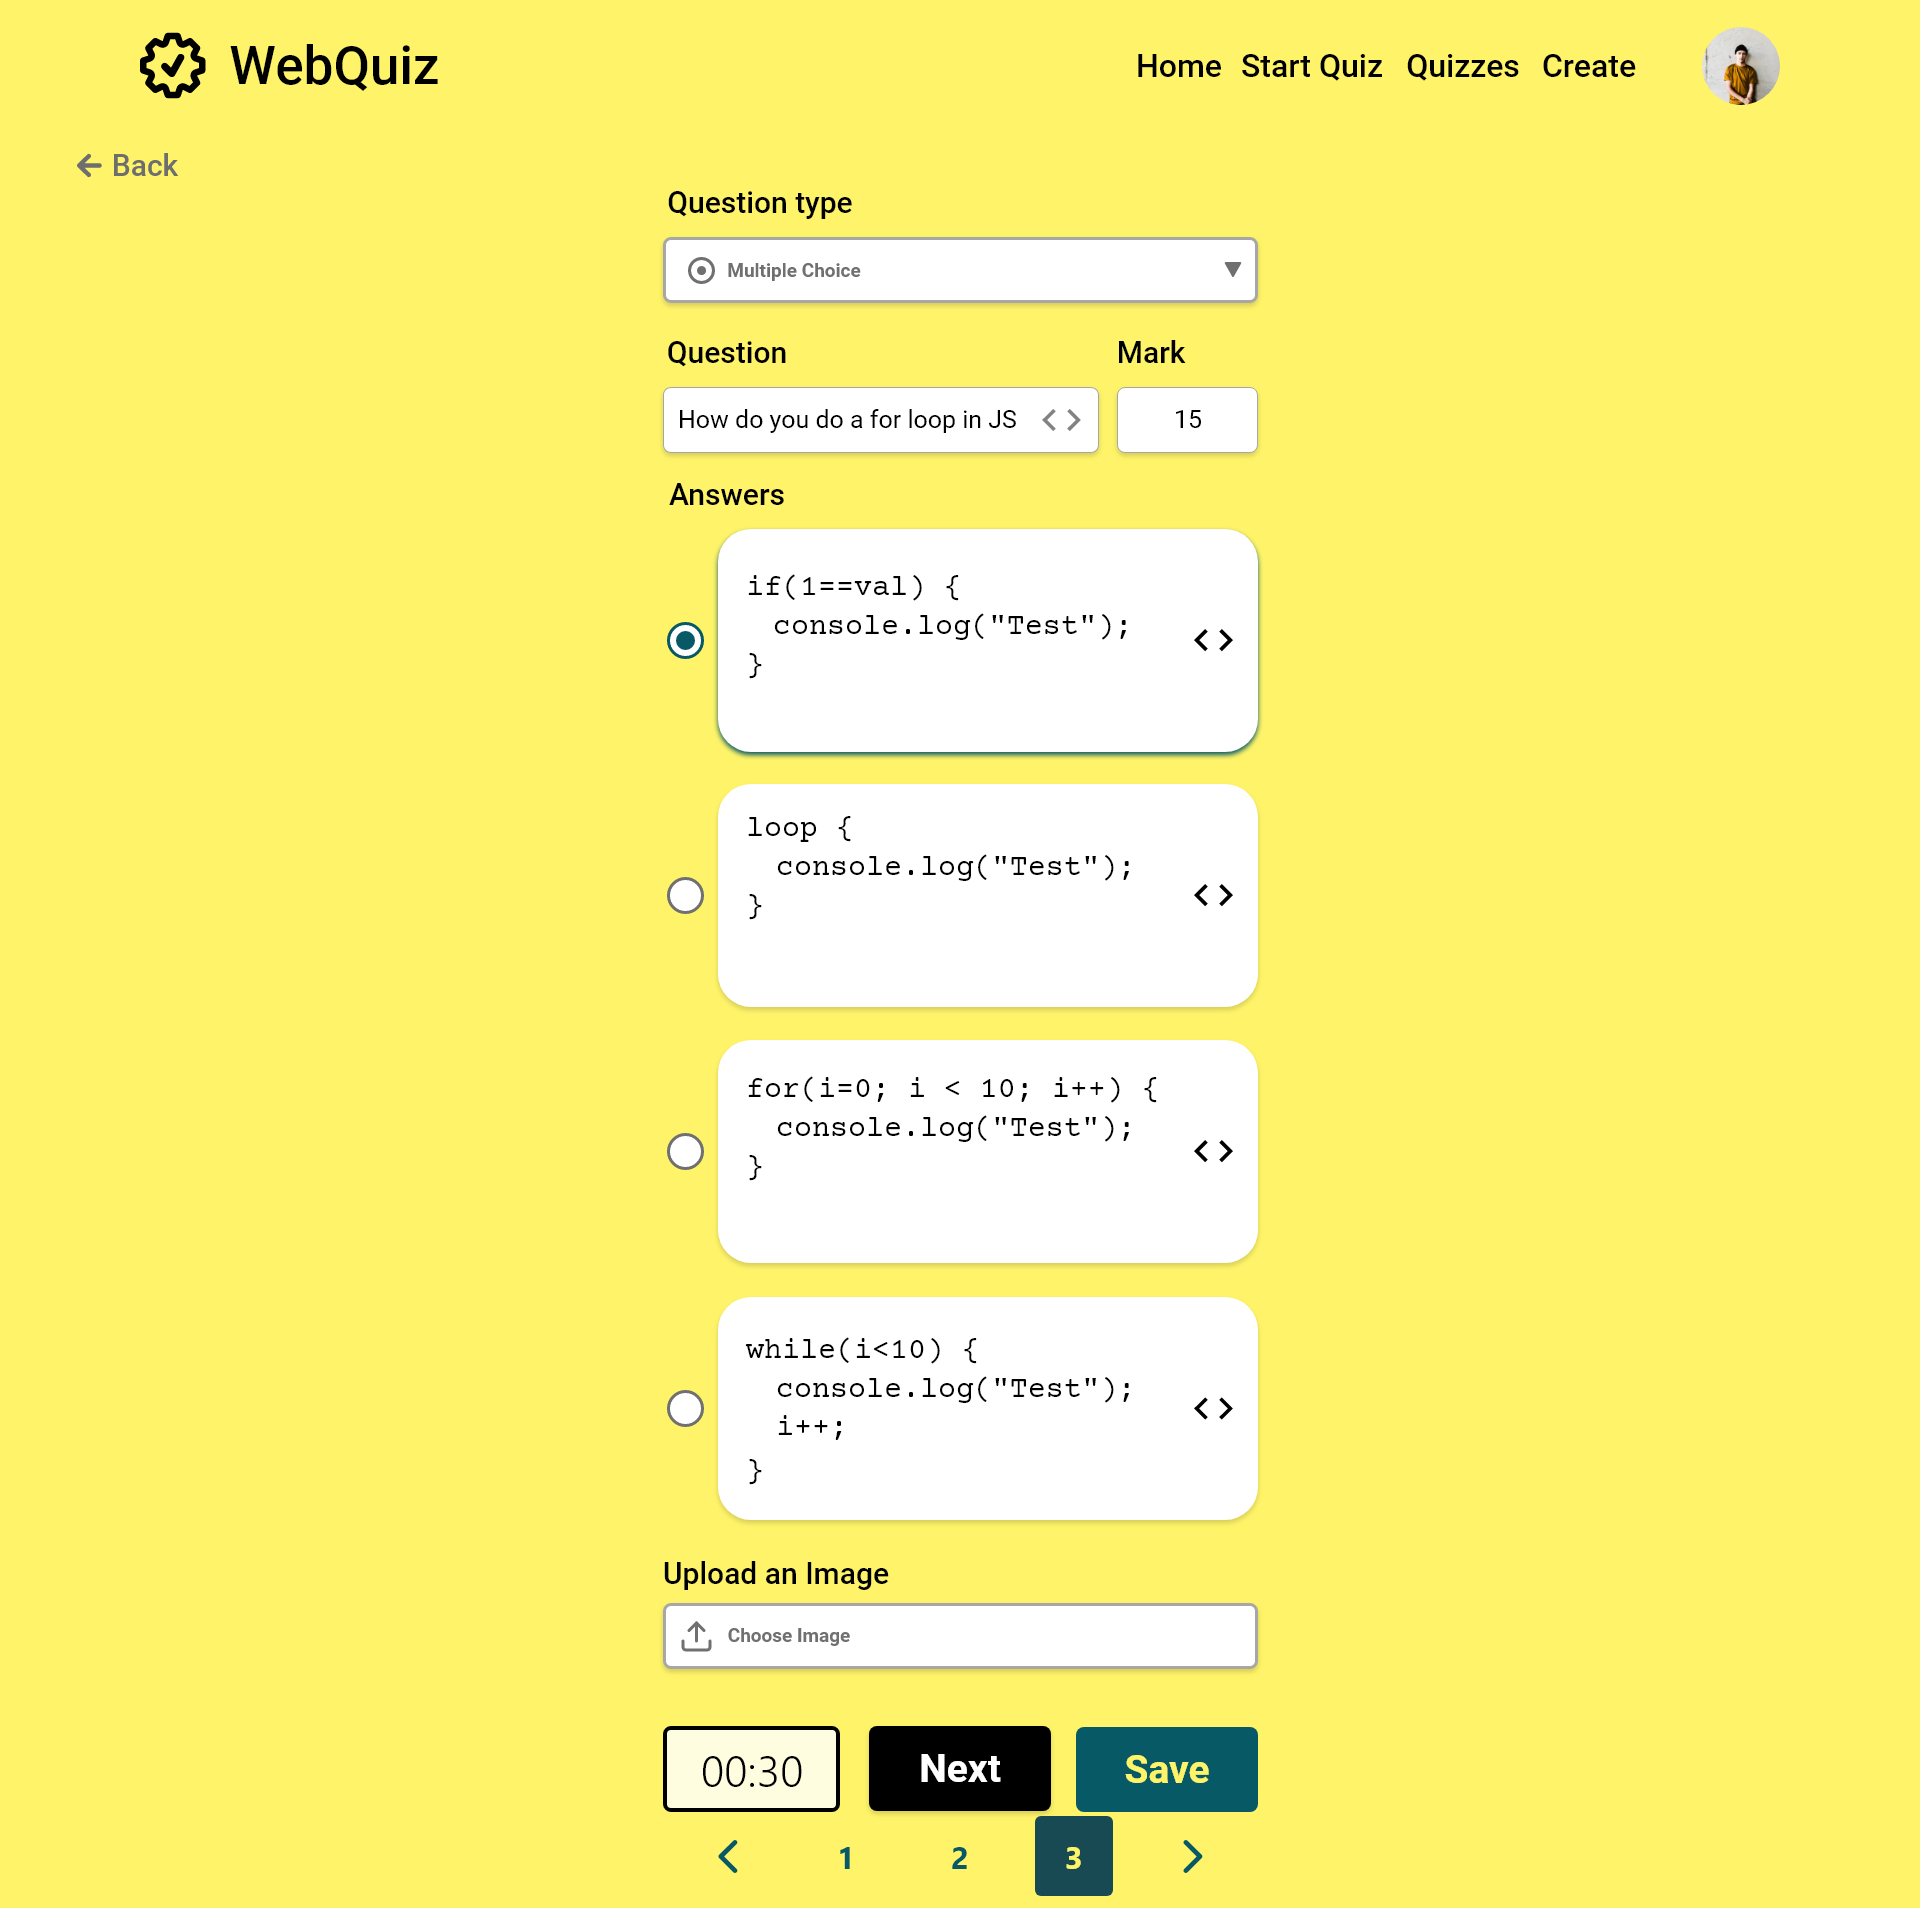 WebQuiz
Home Start Quiz Quizzes Create
Back
Question type
Multiple Choice
Question Mark
How do you do a for loop in JS < > 15
Answers
if(1==val) {
console.log("Test");
}
< >
loop {
console.log("Test");
}
< >
for(i=0; i < 10; i++) {
console.log("Test");
}
< >
while(i<10) {
console.log("Test");
i++;
}
< >
Upload an Image
Choose Image
00:30 Next Save
< 1 2 3 >